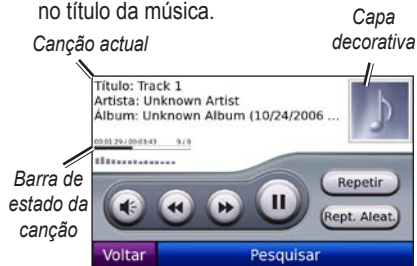 no título da música.
Canção actual
Capa
decorativa
Título: Track 1
Artista: Unknown Artist
Álbum: Unknown Album (10/24/2006 ...
00:01:29 / 00:03:43 9 / 9
Barra de
estado da
canção
Repetir
Rept. Aleat.
Voltar
Pesquisar